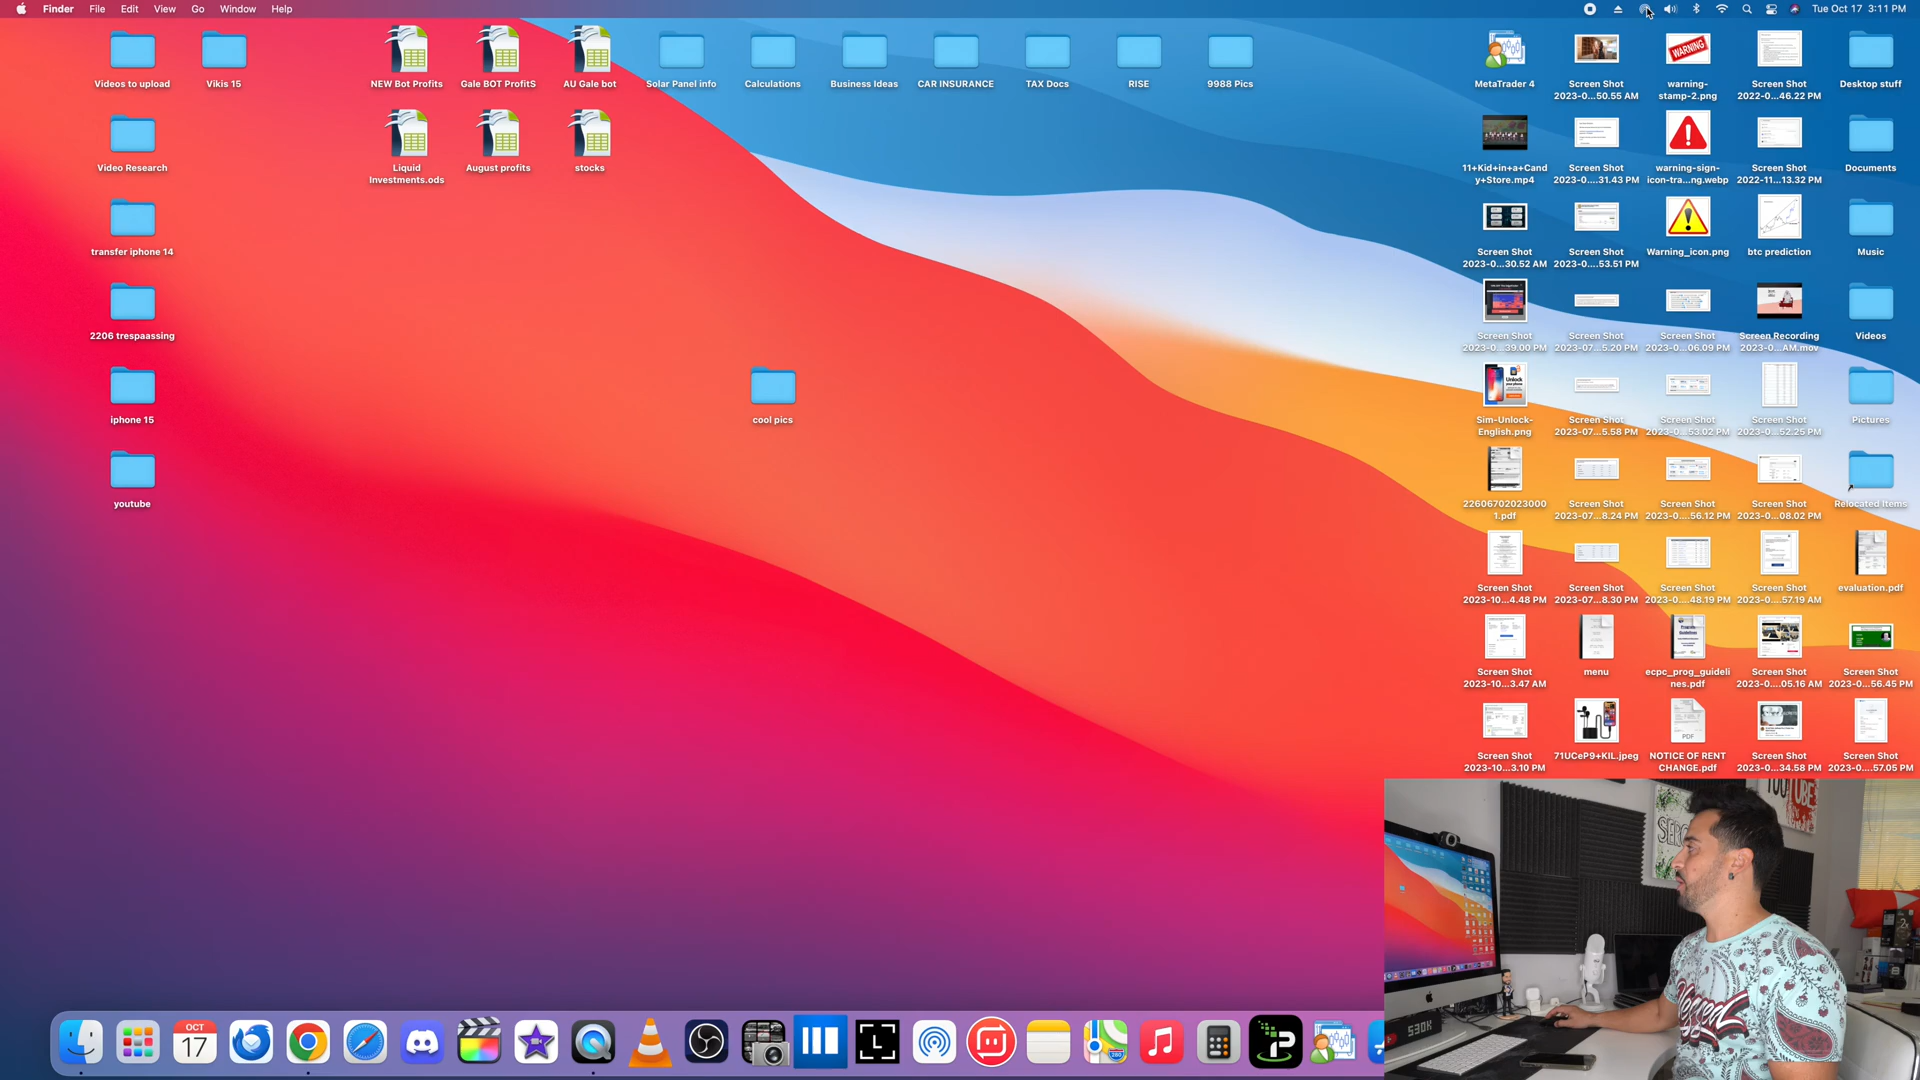 Finder File Edit View Go Window Help
Tue Oct 17 3:11 PM
Videos to upload
Vikis 15
NEW Bot Profits
Gale BOT ProfitS
AU Gale bot
Solar Panel info
Calculations
Business Ideas
CAR INSURANCE
TAX Docs
RISE
9988 Pics
MetaTrader 4
Screen Shot
2023-0...50.55 AM
WARNING
warning-
stamp-2.png
Screen Shot
2022-0...46.22 PM
Desktop stuff
Video Research
Liquid
Investments.ods
August profits
stocks
11+Kid+in+a+Cand
y+Store.mp4
Screen Shot
2023-0....31.43 PM
warning-sign-
icon-tra...ng.webp
Screen Shot
2022-11...13.32 PM
Documents
transfer iphone 14
Screen Shot
2023-0...30.52 AM
Screen Shot
2023-0....53.51 PM
Warning_icon.png
btc prediction
Music
2206 trespaassing
Screen Shot
2023-0...39.00 PM
Screen Shot
2023-07...5.20 PM
Screen Shot
2023-0...06.09 PM
Screen Recording
2023-0...AM.mov
Videos
iphone 15
cool pics
Unlock
Sim-Unlock-
English.png
Screen Shot
2023-07...5.58 PM
Screen Shot
2023-0...53.02 PM
Screen Shot
2023-0...52.25 PM
Pictures
youtube
22606702023000
1.pdf
Screen Shot
2023-07...8.24 PM
Screen Shot
2023-0....56.12 PM
Screen Shot
2023-0...08.02 PM
Relocated Items
Screen Shot
2023-10...4.48 PM
Screen Shot
2023-07...8.30 PM
Screen Shot
2023-0....48.19 PM
Screen Shot
2023-0....57.19 AM
evaluation.pdf
Screen Shot
2023-10...3.47 AM
menu
ecpc_prog_guideli
nes.pdf
Screen Shot
2023-0....05.16 AM
Screen Shot
2023-0...56.45 PM
Screen Shot
2023-10...3.10 PM
71UCeP9+KIL.jpeg
PDF
NOTICE OF RENT
CHANGE.pdf
Screen Shot
2023-0...34.58 PM
Screen Shot
2023-0....57.05 PM
OCT
17
280